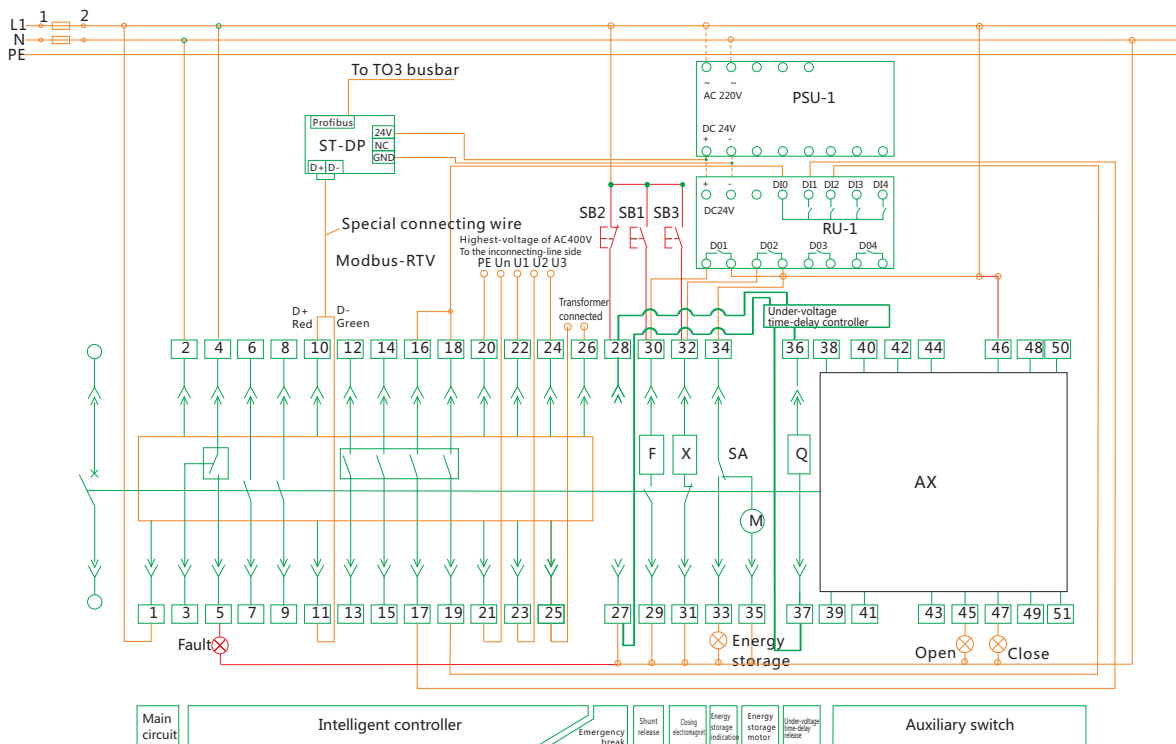 L1 1 2
N
PE
To TO3 busbar
Profibus
ST-DP
24V
NC
GND
D+ D-
~ ~
AC 220V
PSU-1
DC 24V
+ -
+ -
DC24V
DI0 DI1 DI2 DI3 DI4
RU-1
D01 D02 D03 D04
SB2 SB1 SB3
Special connecting wire
Modbus-RTV
Highest-voltage of AC400V
To the inconnecting-line side
PE Un U1 U2 U3
Transformer
connected
D+
Red
D-
Green
Under-voltage
time-delay controller
2 4 6 8 10 12 14 16 18 20 22 24 26 28 30 32 34 36 38 40 42 44 46 48 50
F X SA Q
M
AX
1 3 5 7 9 11 13 15 17 19 21 23 25 27 29 31 33 35 37 39 41 43 45 47 49 51
Fault
Energy
storage
Open
Close
Main
circuit
Intelligent controller
Emergency
break
Shunt
release
Closing
electromagnet
Energy
storage
indication
Energy
storage
motor
Under-voltage
time-delay
release
Auxiliary switch